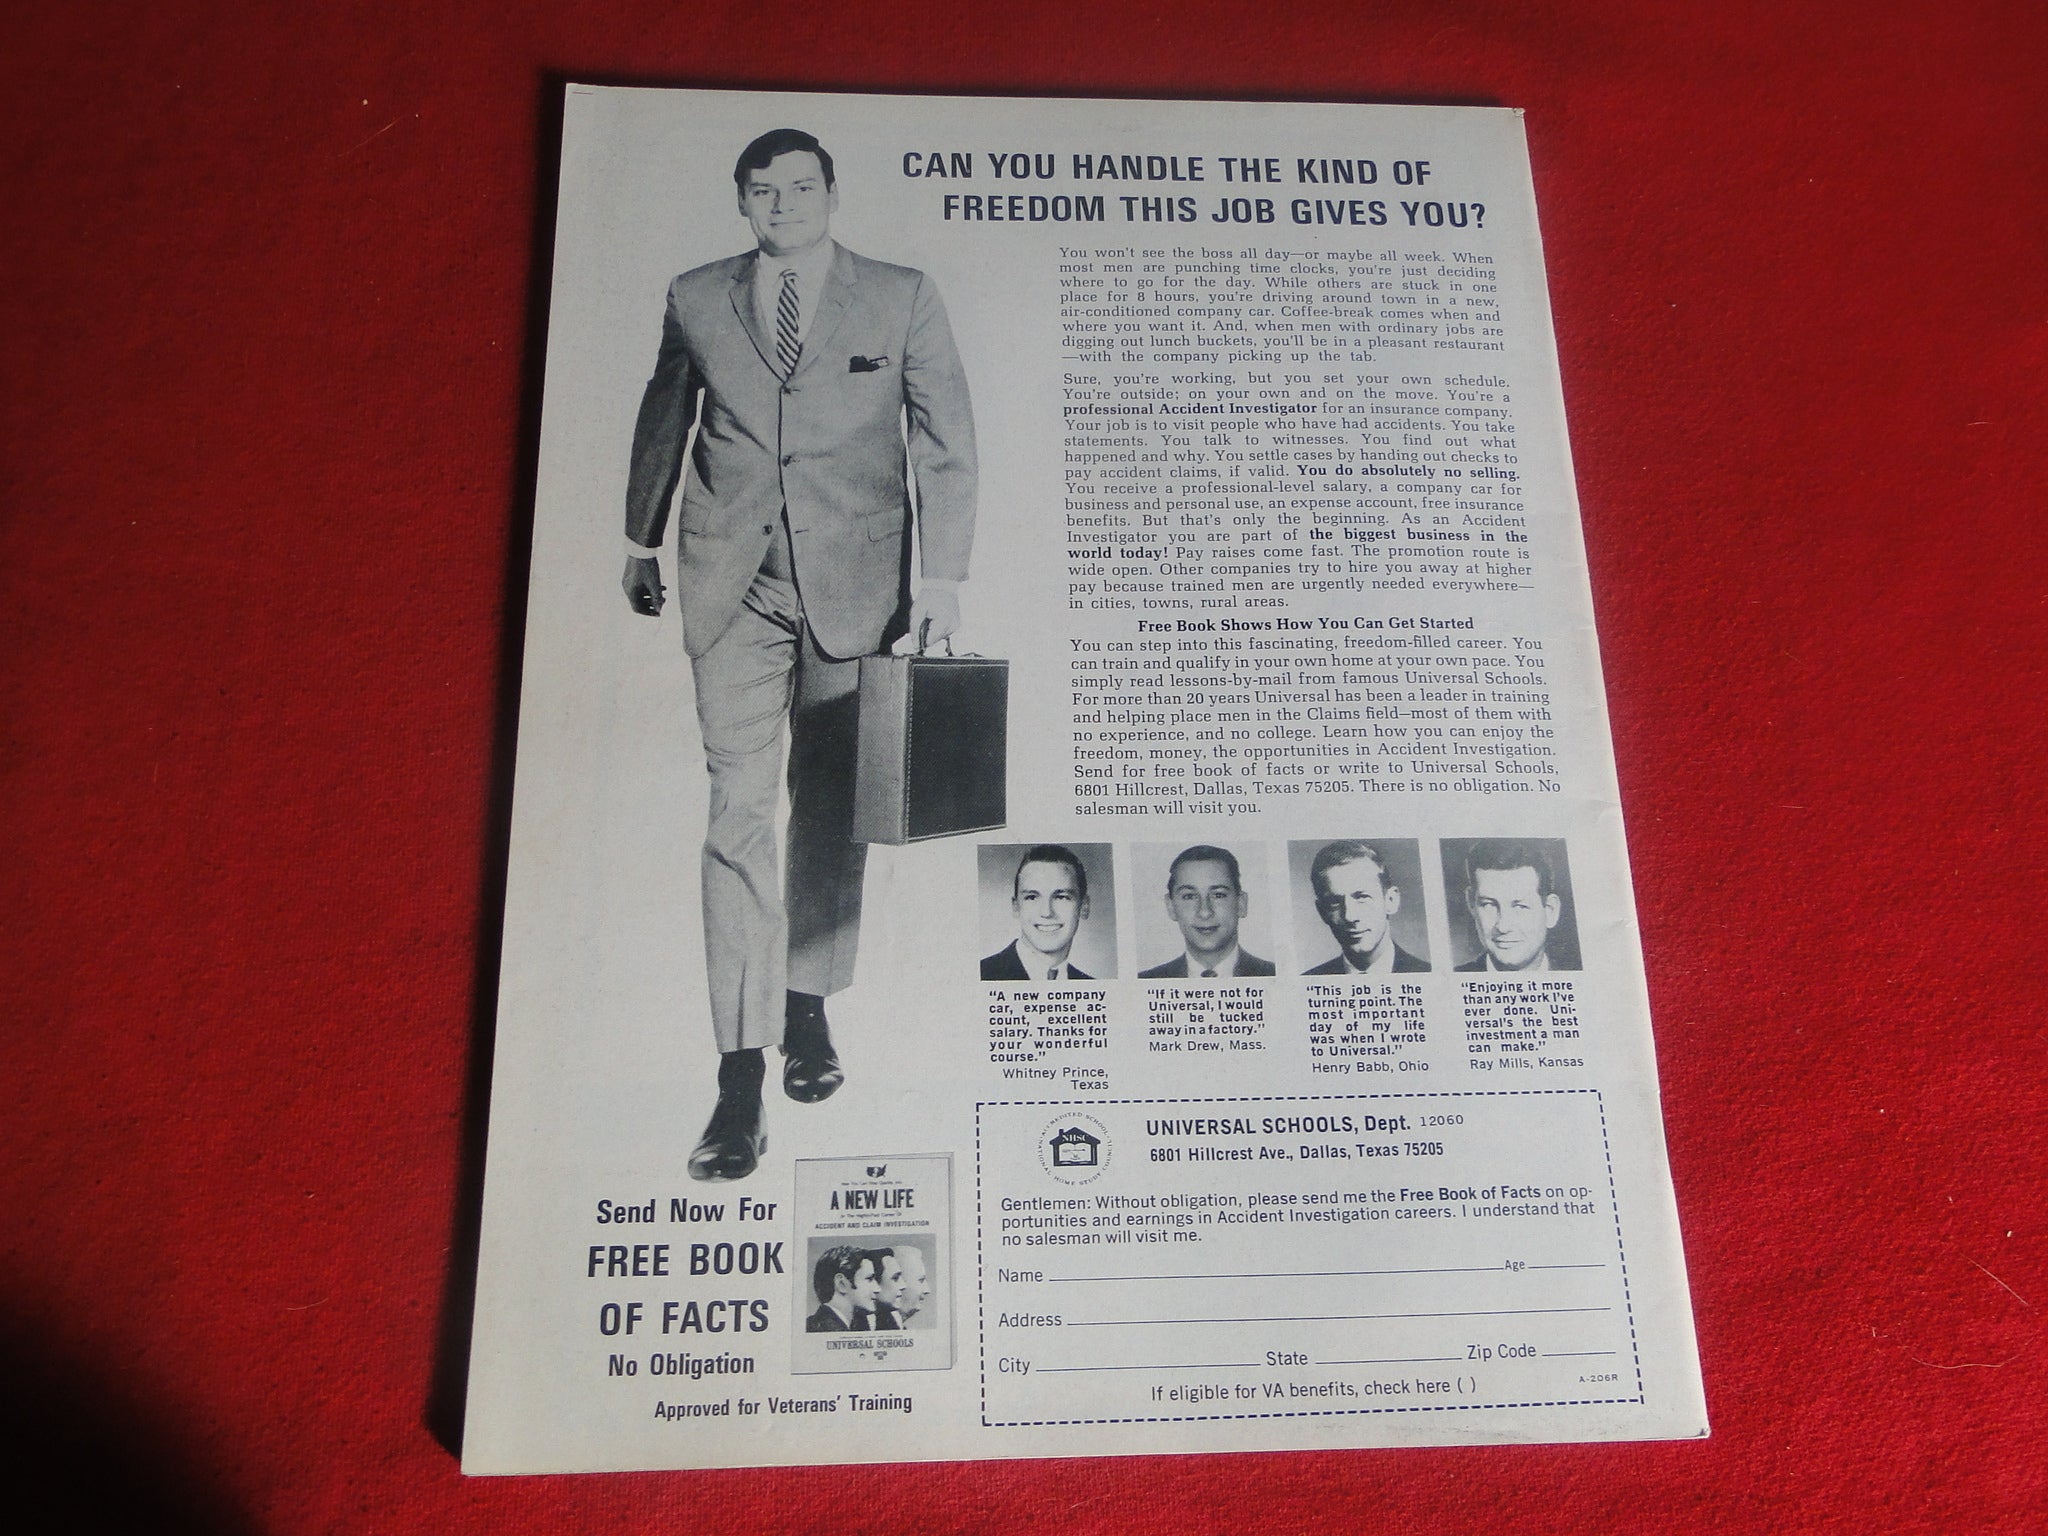 CAN YOU HANDLE THE KIND OF
FREEDOM THIS JOB GIVES YOU?
You won't see the boss all day—or maybe all week. When
most men are punching time clocks, you're just deciding
where to go for the day. While others are stuck in one
place for 8 hours, you're driving around town in a new,
air-conditioned company car. Coffee-break comes when and
where you want it. And, when men with ordinary jobs are
digging out lunch buckets, you'll be in a pleasant restaurant
—with the company picking up the tab.
Sure, you're working, but you set your own schedule.
You're outside; on your own and on the move. You're a
professional Accident Investigator for an insurance company.
Your job is to visit people who have had accidents. You take
statements. You talk to witnesses. You find out what
happened and why. You settle cases by handing out checks to
pay accident claims, if valid. You do absolutely no selling.
You receive a professional-level salary, a company car for
business and personal use, an expense account, free insurance
benefits. But that's only the beginning. As an Accident
Investigator you are part of the biggest business in the
world today! Pay raises come fast. The promotion route is
wide open. Other companies try to hire you away at higher
pay because trained men are urgently needed everywhere—
in cities, towns, rural areas.
Free Book Shows How You Can Get Started
You can step into this fascinating, freedom-filled career. You
can train and qualify in your own home at your own pace. You
simply read lessons-by-mail from famous Universal Schools.
For more than 20 years Universal has been a leader in training
and helping place men in the Claims field—most of them with
no experience, and no college. Learn how you can enjoy the
freedom, money, the opportunities in Accident Investigation.
Send for free book of facts or write to Universal Schools,
6801 Hillcrest, Dallas, Texas 75205. There is no obligation. No
salesman will visit you.
"A new company
car, expense ac-
count, excellent
salary. Thanks for
your wonderful
course."
Whitney Prince,
Texas
"If it were not for
Universal, I would
still be tucked
away in a factory."
Mark Drew, Mass.
"This job is the
turning point. The
most important
day of my life
was when I wrote
to Universal."
Henry Babb, Ohio
"Enjoying it more
than any work I've
ever done. Uni-
versal's the best
investment a man
can make."
Ray Mills, Kansas
Send Now For
FREE BOOK
OF FACTS
No Obligation
Approved for Veterans' Training
A NEW LIFE
ACCIDENT AND CLAIM INVESTIGATION
UNIVERSAL SCHOOLS
ACCREDITED SCHOOL
NATIONAL HOME STUDY COUNCIL
NHSC
UNIVERSAL SCHOOLS, Dept. 12060
6801 Hillcrest Ave., Dallas, Texas 75205
Gentlemen: Without obligation, please send me the Free Book of Facts on op-
portunities and earnings in Accident Investigation careers. I understand that
no salesman will visit me.
Name Age
Address
City State Zip Code
If eligible for VA benefits, check here ( )
A-206R